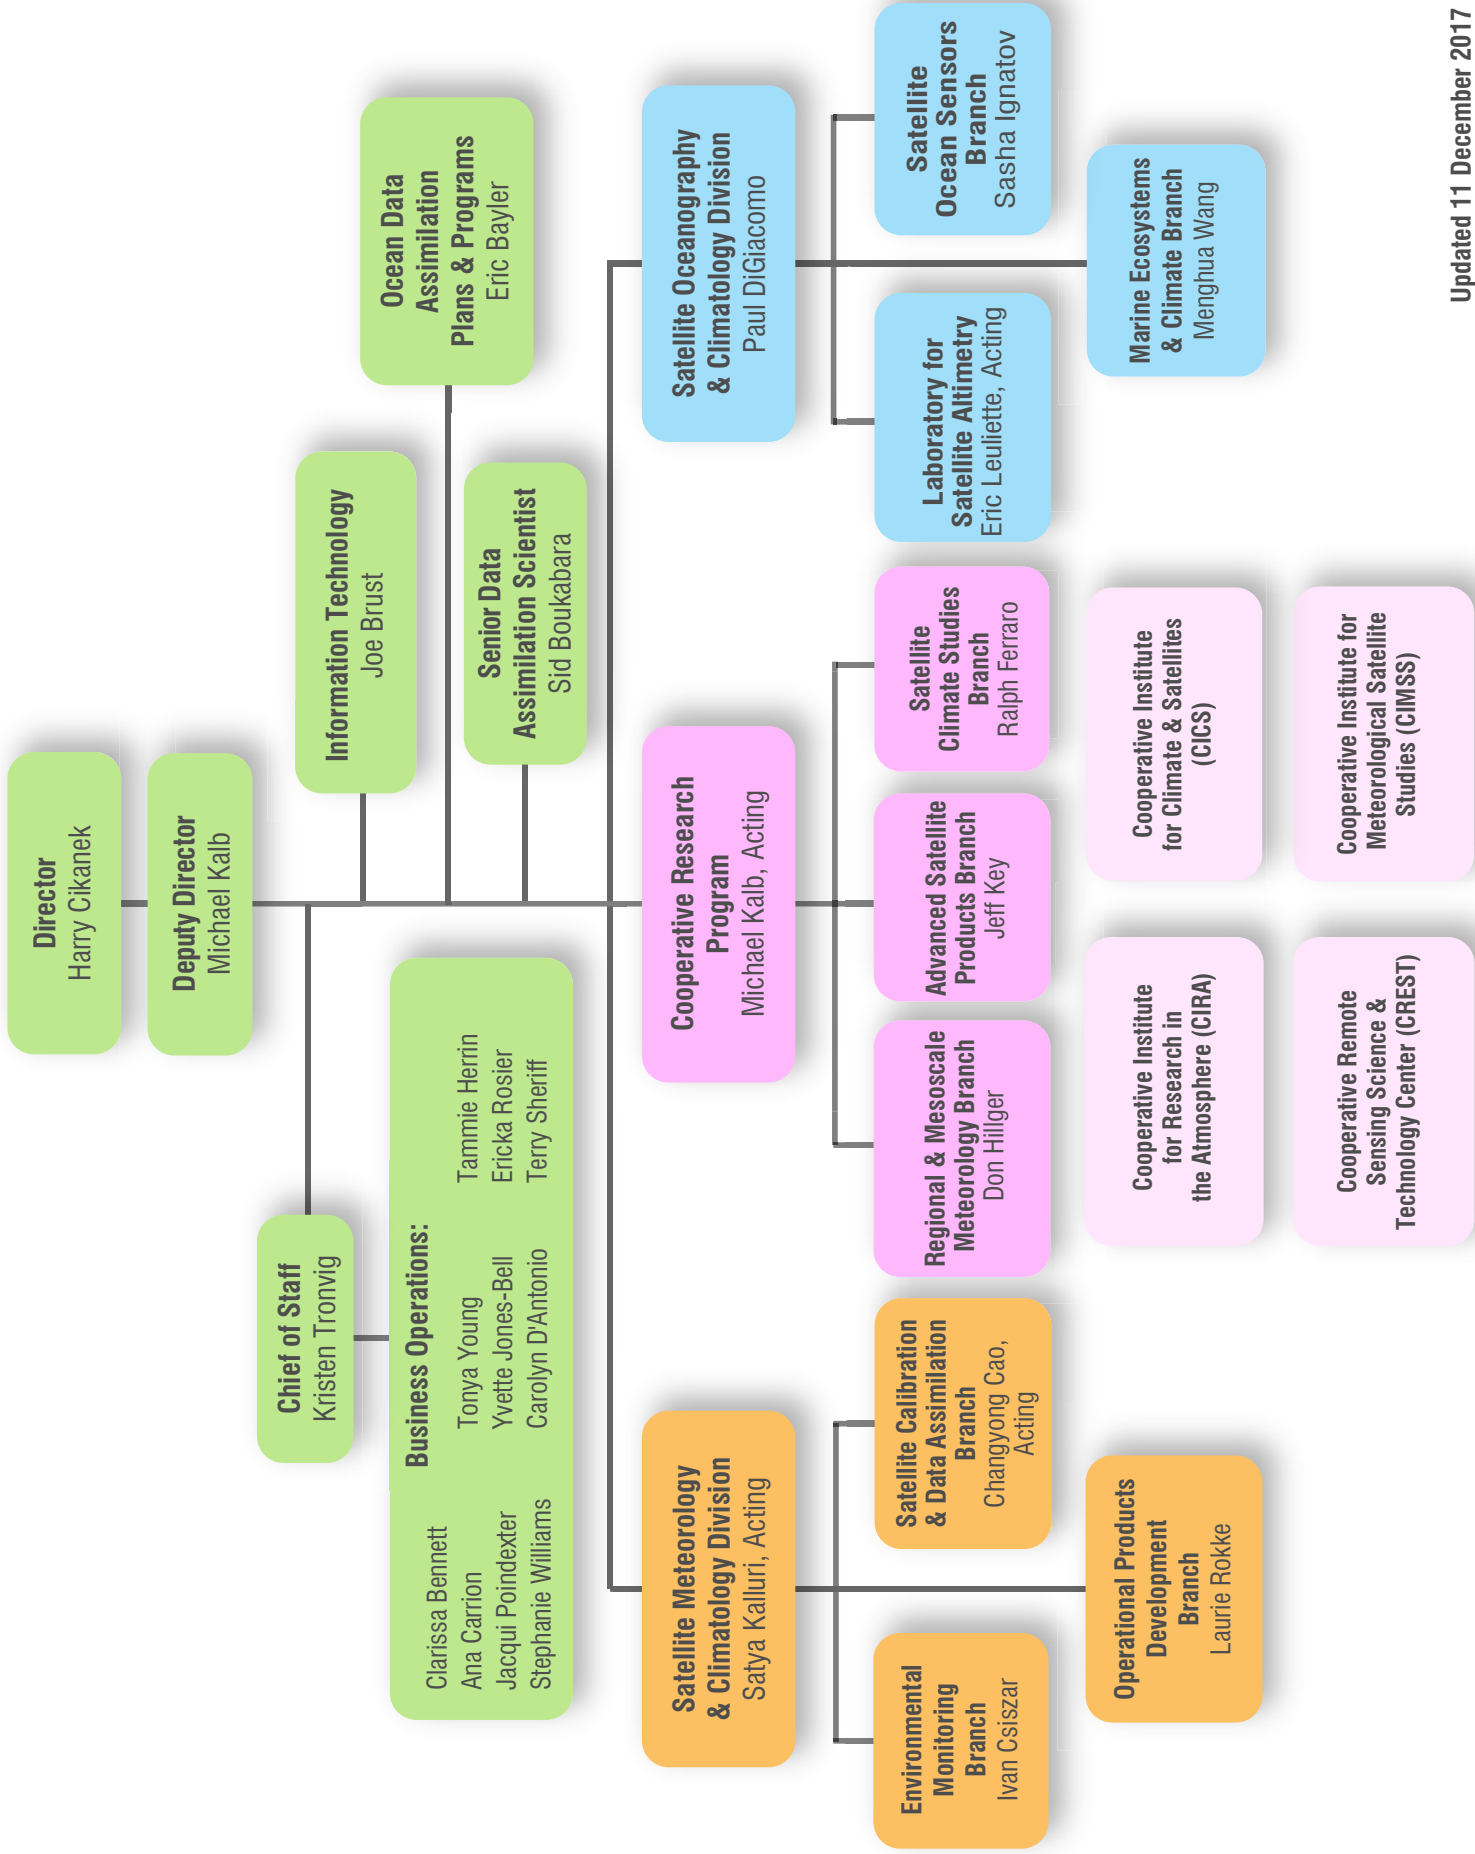 Director
Harry Cikanek
Deputy Director
Michael Kalb
Chief of Staff
Kristen Tronvig
Information Technology
Joe Brust
Business Operations:
Clarissa Bennett
Ana Carrion
Jacqui Poindexter
Stephanie Williams
Tonya Young
Yvette Jones-Bell
Carolyn D'Antonio
Tammie Herrin
Ericka Rosier
Terry Sheriff
Ocean Data
Assimilation
Plans & Programs
Eric Bayler
Senior Data
Assimilation Scientist
Sid Boukabara
Satellite Meteorology
& Climatology Division
Satya Kalluri, Acting
Cooperative Research
Program
Michael Kalb, Acting
Satellite Oceanography
& Climatology Division
Paul DiGiacomo
Environmental
Monitoring
Branch
Ivan Csiszar
Satellite Calibration
& Data Assimilation
Branch
Changyong Cao,
Acting
Regional & Mesoscale
Meteorology Branch
Don Hillger
Advanced Satellite
Products Branch
Jeff Key
Satellite
Climate Studies
Branch
Ralph Ferraro
Laboratory for
Satellite Altimetry
Eric Leuliette, Acting
Satellite
Ocean Sensors
Branch
Sasha Ignatov
Operational Products
Development
Branch
Laurie Rokke
Cooperative Institute
for Research in
the Atmosphere (CIRA)
Cooperative Institute
for Climate & Satellites
(CICS)
Marine Ecosystems
& Climate Branch
Menghua Wang
Cooperative Remote
Sensing Science &
Technology Center (CREST)
Cooperative Institute for
Meteorological Satellite
Studies (CIMSS)
Updated 11 December 2017